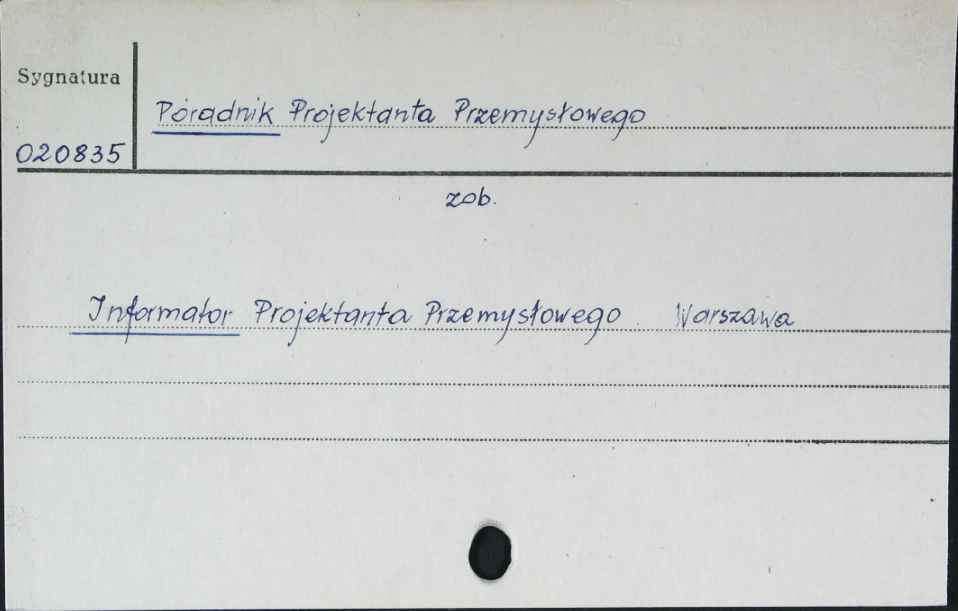 Sygnatura
Poradnik Projektanta Przemysłowego
020835
zob.
Informator Projektanta Przemysłowego Warszawa